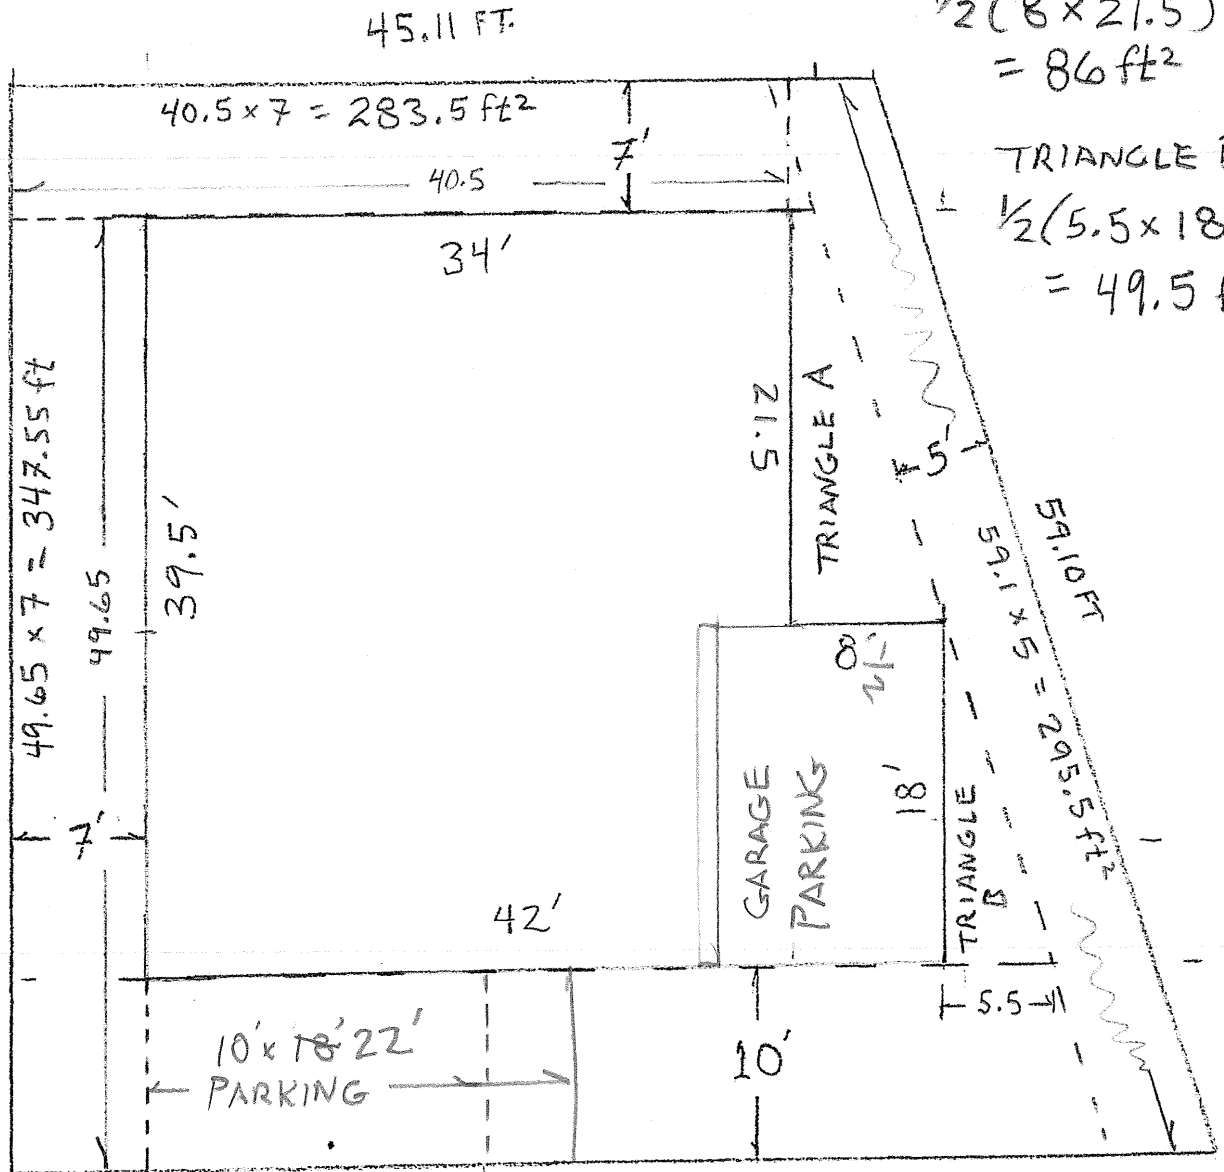 45.11 FT.
½(8 × 21.5)
= 86 ft²
40.5 × 7 = 283.5 ft²
7'
40.5
TRIANGLE
½(5.5 × 18
= 49.5 f
34'
49.65 × 7 = 347.55 ft
49.65
39.5'
21.5
TRIANGLE A
5'
59.10 FT
59.1 × 5 = 295.5 ft²
8'
GARAGE
PARKING
18'
TRIANGLE
B
7'
42'
5.5
10' × 18' 22'
PARKING
10'